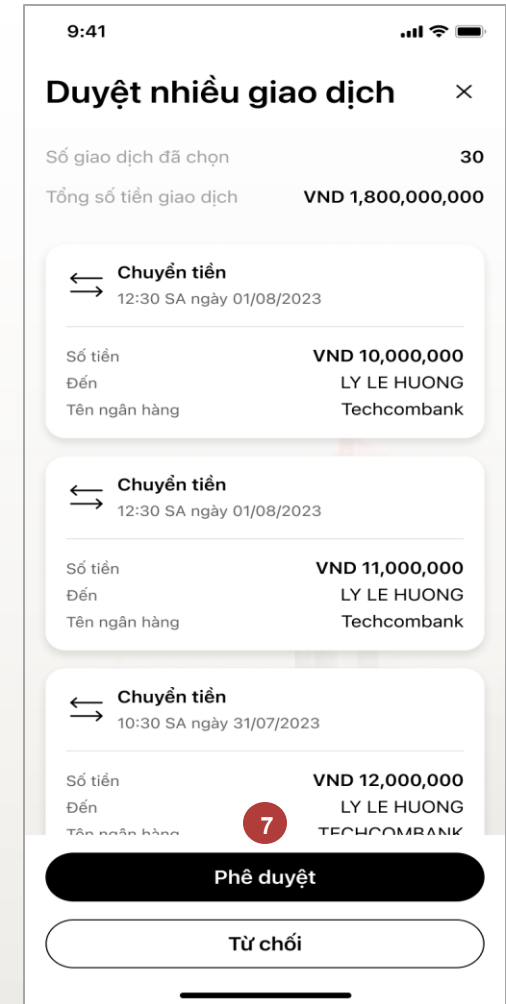 9:41
Duyệt nhiều giao dịch
Số giao dịch đã chọn 30
Tổng số tiền giao dịch VND 1,800,000,000
Chuyển tiền
12:30 SA ngày 01/08/2023
Số tiền VND 10,000,000
Đến LY LE HUONG
Tên ngân hàng Techcombank
Chuyển tiền
12:30 SA ngày 01/08/2023
Số tiền VND 11,000,000
Đến LY LE HUONG
Tên ngân hàng Techcombank
Chuyển tiền
10:30 SA ngày 31/07/2023
Số tiền VND 12,000,000
Đến LY LE HUONG
Tên ngân hàng TECHCOMBANK
7
Phê duyệt
Từ chối